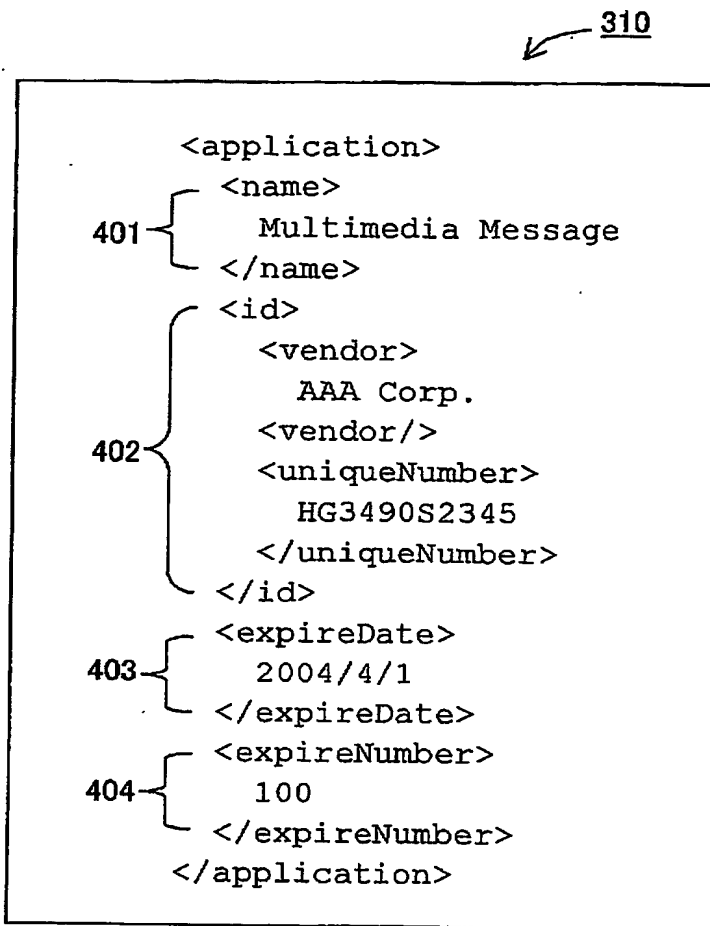 310
<application>
<name>
401
Multimedia Message
</name>
<id>
<vendor>
AAA Corp.
402
<vendor/>
<uniqueNumber>
HG3490S2345
</uniqueNumber>
</id>
<expireDate>
403
2004/4/1
</expireDate>
<expireNumber>
404
100
</expireNumber>
</application>